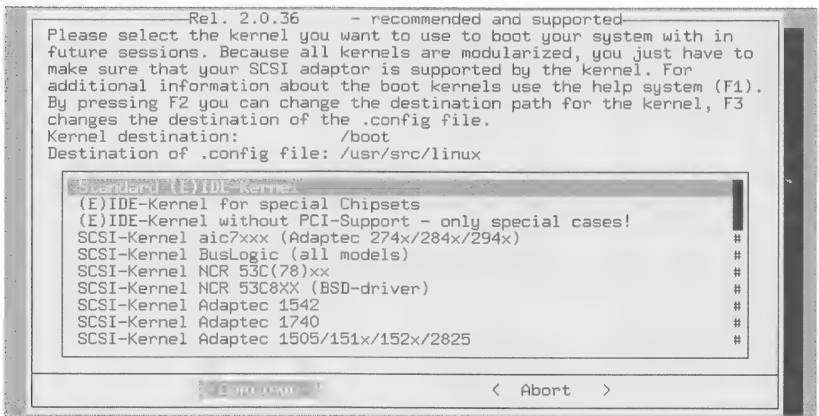 Rel. 2.0.36 - recommended and supported
Please select the kernel you want to use to boot your system with in
future sessions. Because all kernels are modularized, you just have to
make sure that your SCSI adaptor is supported by the kernel. For
additional information about the boot kernels use the help system (F1).
By pressing F2 you can change the destination path for the kernel, F3
changes the destination of the .config file.
Kernel destination: /boot
Destination of .config file: /usr/src/linux
Standard (E)IDE-Kernel
(E)IDE-Kernel for special Chipsets
(E)IDE-Kernel without PCI-Support - only special cases!
SCSI-Kernel aic7xxx (Adaptec 274x/284x/294x) #
SCSI-Kernel BusLogic (all models) #
SCSI-Kernel NCR 53C(78)xx #
SCSI-Kernel NCR 53C8XX (BSD-driver) #
SCSI-Kernel Adaptec 1542 #
SCSI-Kernel Adaptec 1740 #
SCSI-Kernel Adaptec 1505/151x/152x/2825 #
< Abort >